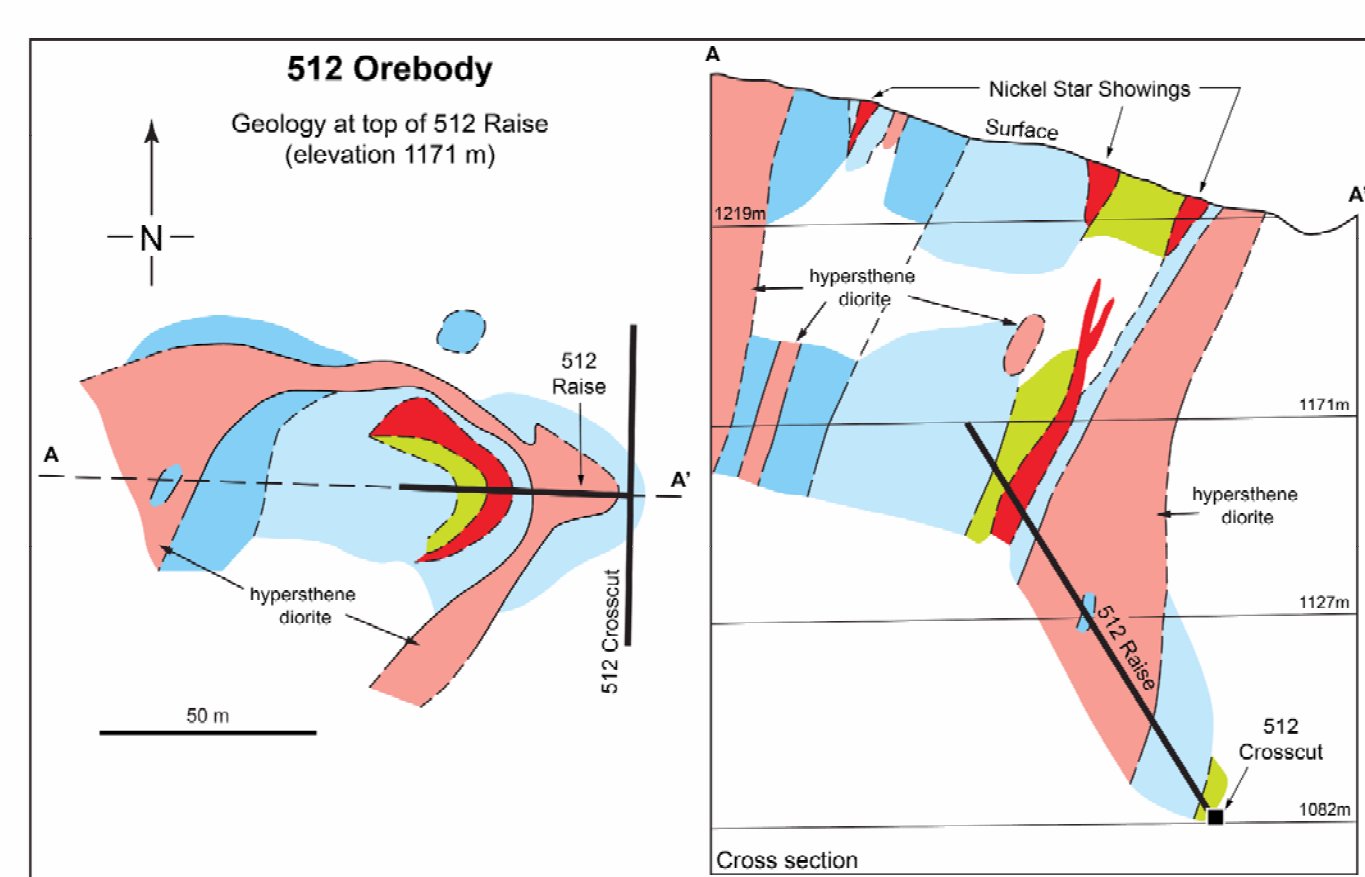 512 Orebody
Geology at top of 512 Raise
(elevation 1171 m)
N
512
Raise
A
A'
hypersthene
diorite
512 Crosscut
50 m
A
Nickel Star Showings
Surface
A'
1219m
hypersthene
diorite
1171m
hypersthene
diorite
1127m
512 Raise
512
Crosscut
1082m
Cross section